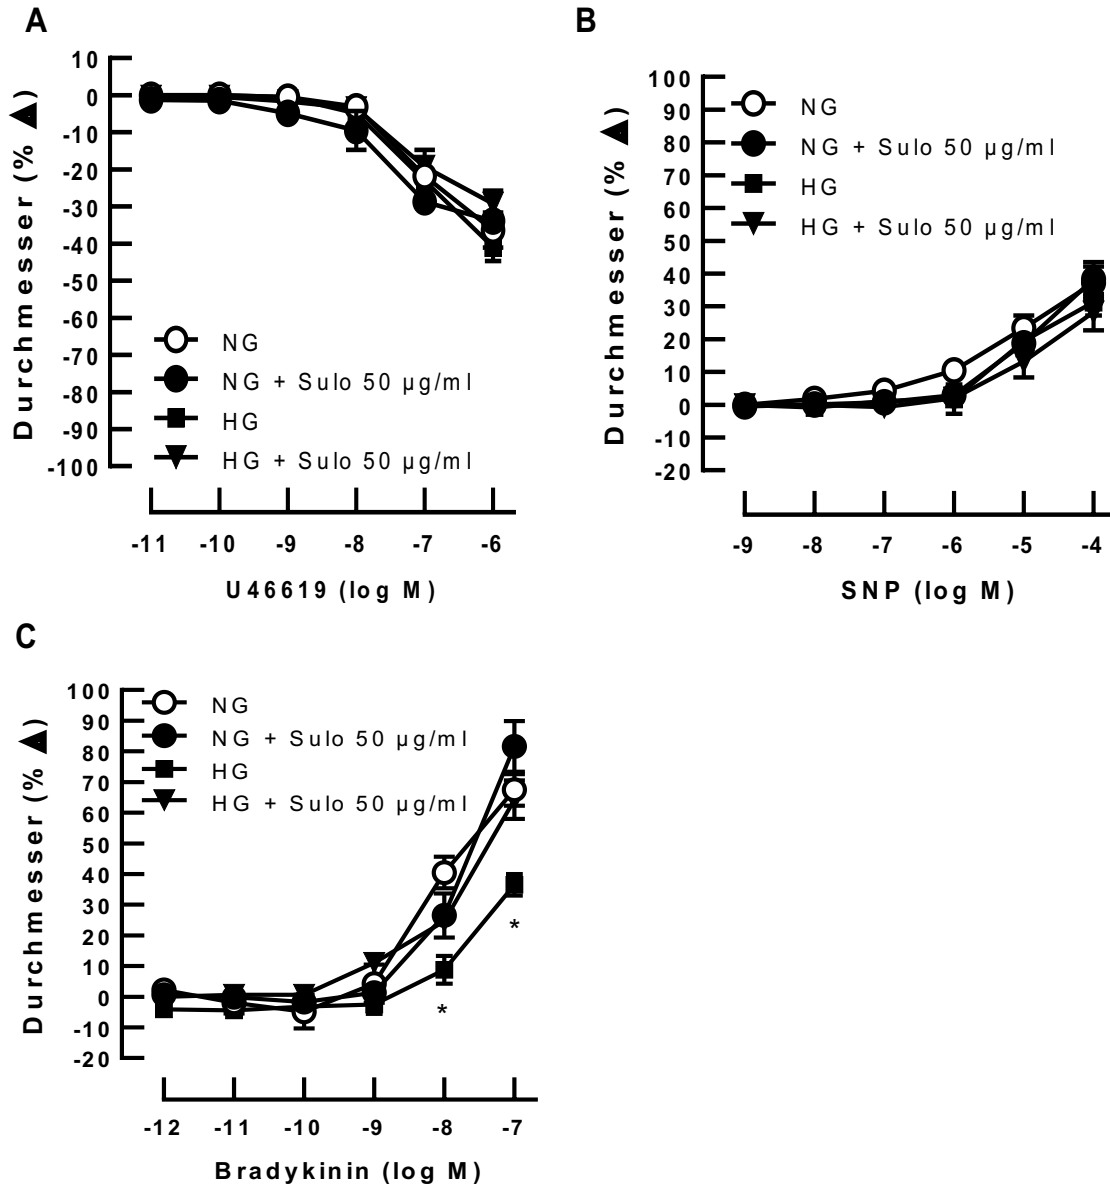 A
Durchmesser (% ▲)
10
0
-10
-20
-30
-40
-50
-60
-70
-80
-90
-100
NG
NG + Sulo 50 µg/ml
HG
HG + Sulo 50 µg/ml
-11 -10 -9 -8 -7 -6
U46619 (log M)
B
Durchmesser (% ▲)
100
90
80
70
60
50
40
30
20
10
0
-10
-20
NG
NG + Sulo 50 µg/ml
HG
HG + Sulo 50 µg/ml
-9 -8 -7 -6 -5 -4
SNP (log M)
C
Durchmesser (% ▲)
100
90
80
70
60
50
40
30
20
10
0
-10
-20
NG
NG + Sulo 50 µg/ml
HG
HG + Sulo 50 µg/ml
*
*
-12 -11 -10 -9 -8 -7
Bradykinin (log M)